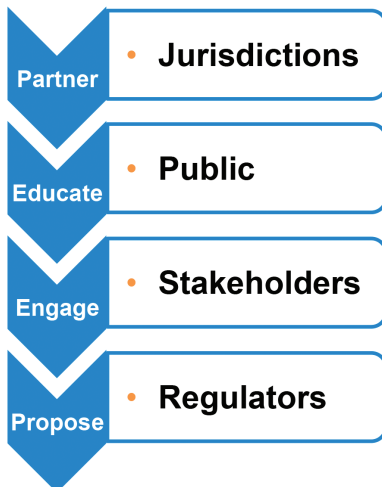 Partner
• Jurisdictions
Educate
• Public
Engage
• Stakeholders
Propose
• Regulators